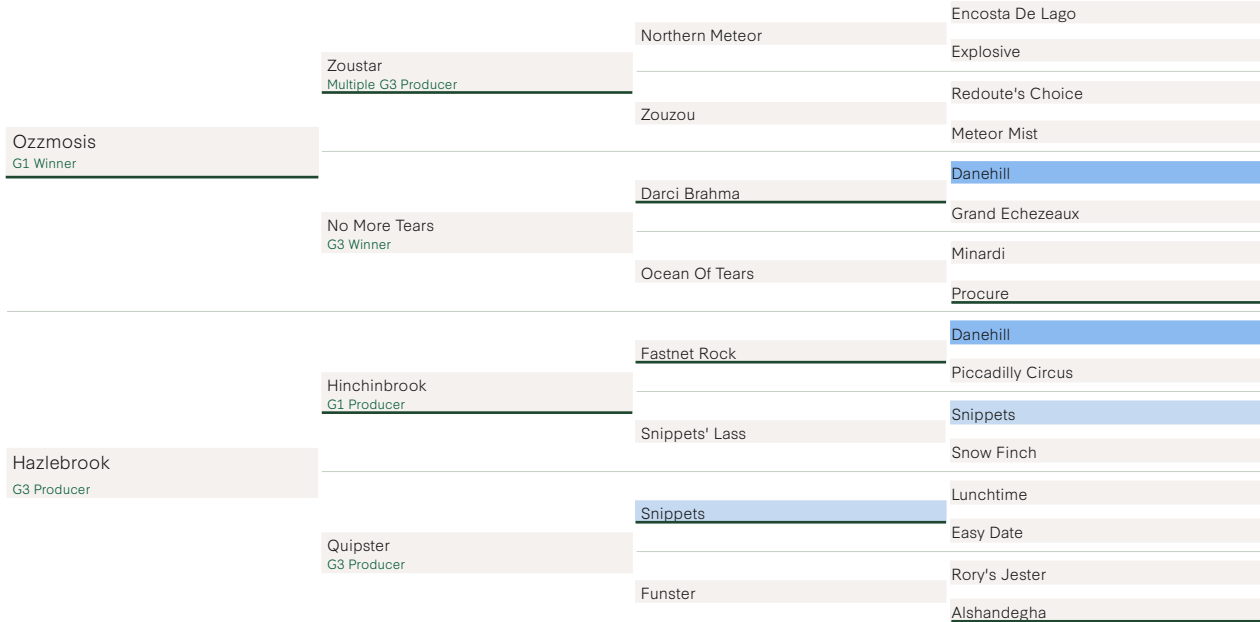 Ozzmosis
G1 Winner
Hazlebrook
G3 Producer
Zoustar
Multiple G3 Producer
No More Tears
G3 Winner
Hinchinbrook
G1 Producer
Quipster
G3 Producer
Northern Meteor
Zouzou
Darci Brahma
Ocean Of Tears
Fastnet Rock
Snippets' Lass
Snippets
Funster
Encosta De Lago
Explosive
Redoute's Choice
Meteor Mist
Danehill
Grand Echezeaux
Minardi
Procure
Danehill
Piccadilly Circus
Snippets
Snow Finch
Lunchtime
Easy Date
Rory's Jester
Alshandegha